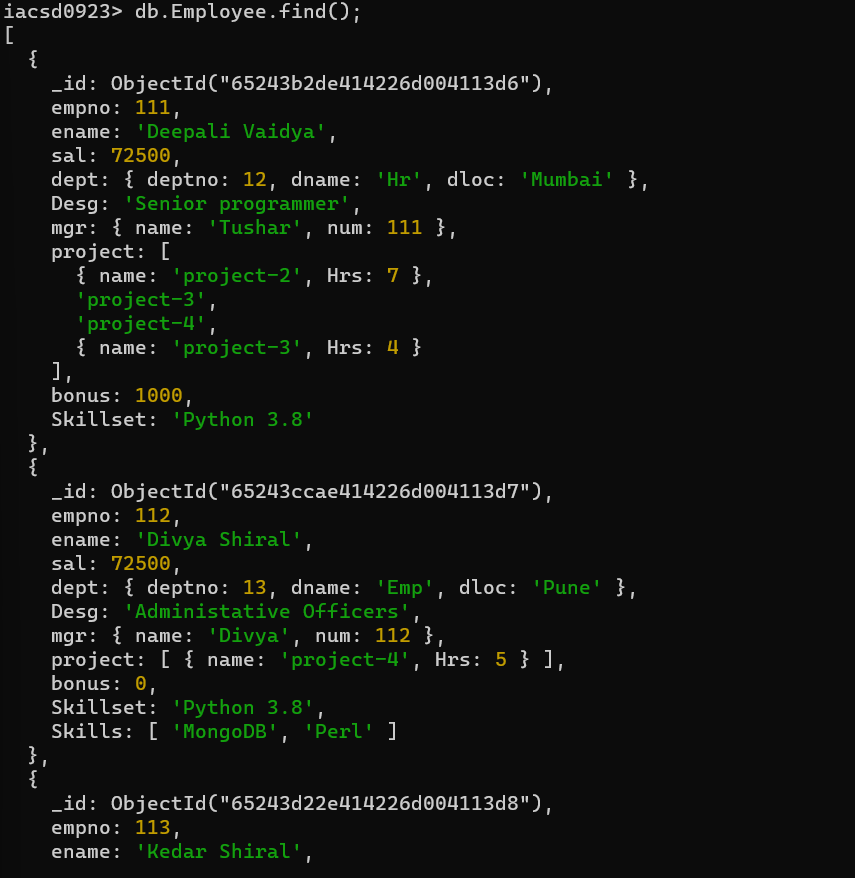 iacsd0923> db.Employee.find();
[
  {
    _id: ObjectId("65243b2de414226d004113d6"),
    empno: 111,
    ename: 'Deepali Vaidya',
    sal: 72500,
    dept: { deptno: 12, dname: 'Hr', dloc: 'Mumbai' },
    Desg: 'Senior programmer',
    mgr: { name: 'Tushar', num: 111 },
    project: [
      { name: 'project-2', Hrs: 7 },
      'project-3',
      'project-4',
      { name: 'project-3', Hrs: 4 }
    ],
    bonus: 1000,
    Skillset: 'Python 3.8'
  },
  {
    _id: ObjectId("65243ccae414226d004113d7"),
    empno: 112,
    ename: 'Divya Shiral',
    sal: 72500,
    dept: { deptno: 13, dname: 'Emp', dloc: 'Pune' },
    Desg: 'Administative Officers',
    mgr: { name: 'Divya', num: 112 },
    project: [ { name: 'project-4', Hrs: 5 } ],
    bonus: 0,
    Skillset: 'Python 3.8',
    Skills: [ 'MongoDB', 'Perl' ]
  },
  {
    _id: ObjectId("65243d22e414226d004113d8"),
    empno: 113,
    ename: 'Kedar Shiral',